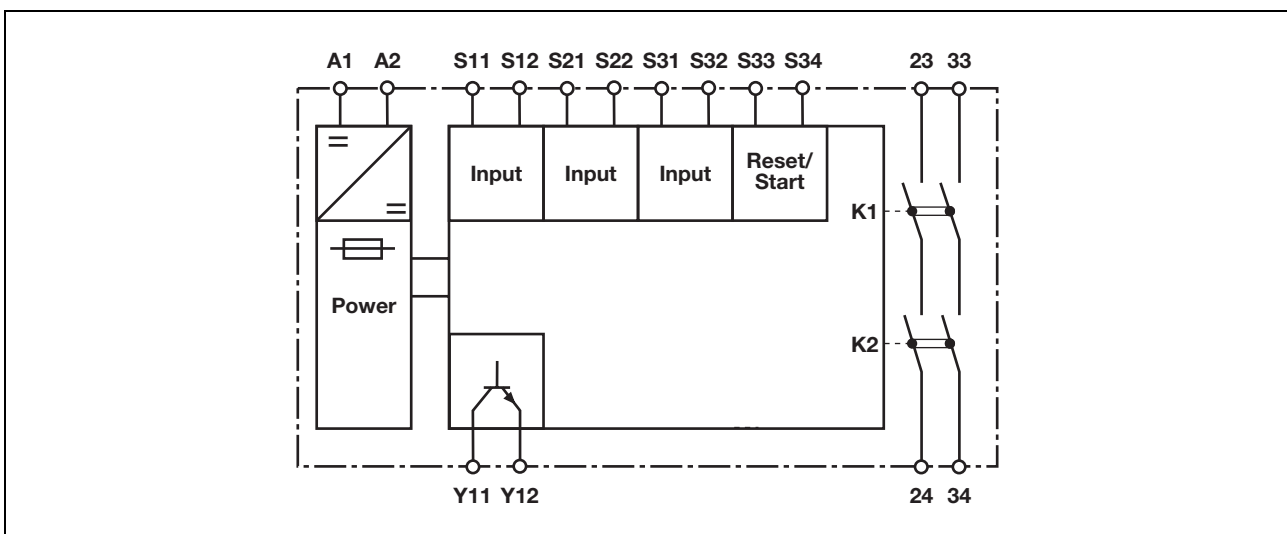 A1 A2 S11 S12 S21 S22 S31 S32 S33 S34 23 33
Input Input Input Reset/
Start
K1
Power
K2
Y11 Y12 24 34